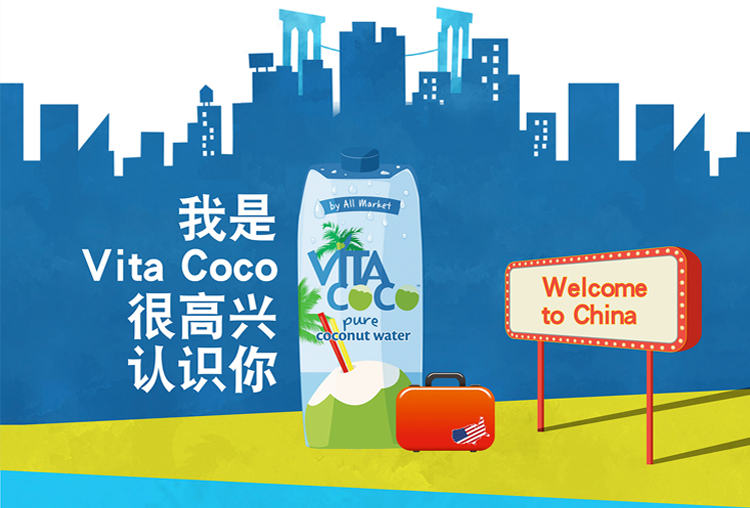 我是
Vita Coco
很高兴
认识你
by All Market
VITA
COCO™
pure
coconut water
Welcome
to China